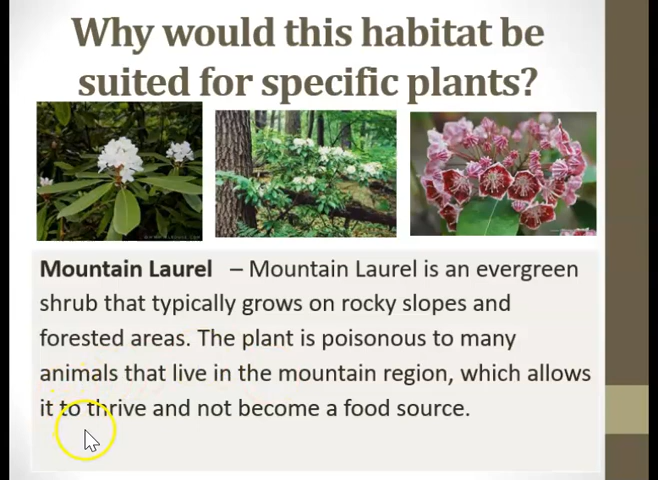 Why would this habitat be
suited for specific plants?
Mountain Laurel – Mountain Laurel is an evergreen
shrub that typically grows on rocky slopes and
forested areas. The plant is poisonous to many
animals that live in the mountain region, which allows
it to thrive and not become a food source.